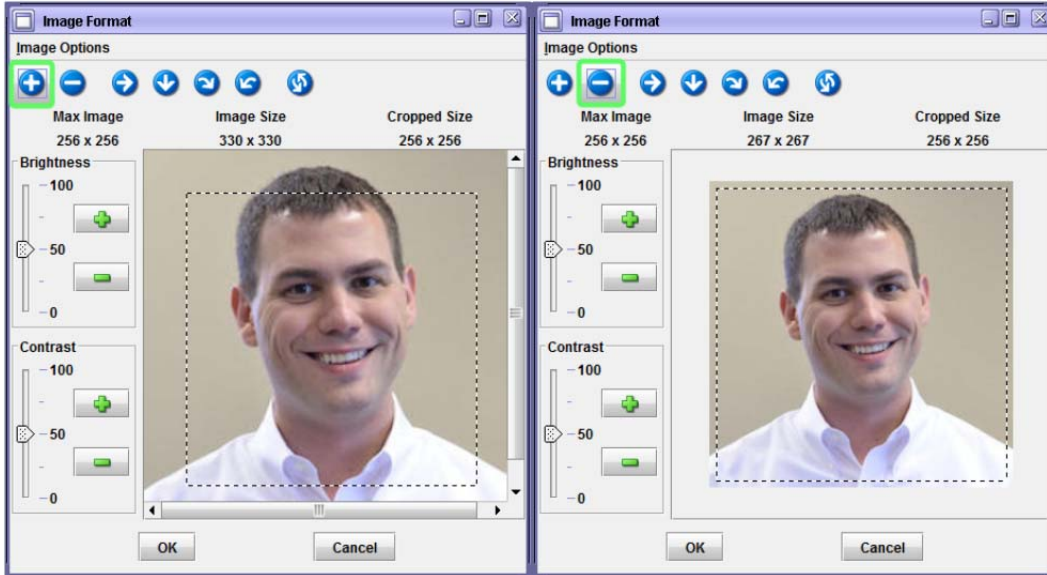 Image Format
Image Options
Max Image Image Size Cropped Size
256 x 256 330 x 330 256 x 256
Brightness
100
50
0
Contrast
100
50
0
OK Cancel
Image Format
Image Options
Max Image Image Size Cropped Size
256 x 256 267 x 267 256 x 256
Brightness
100
50
0
Contrast
100
50
0
OK Cancel